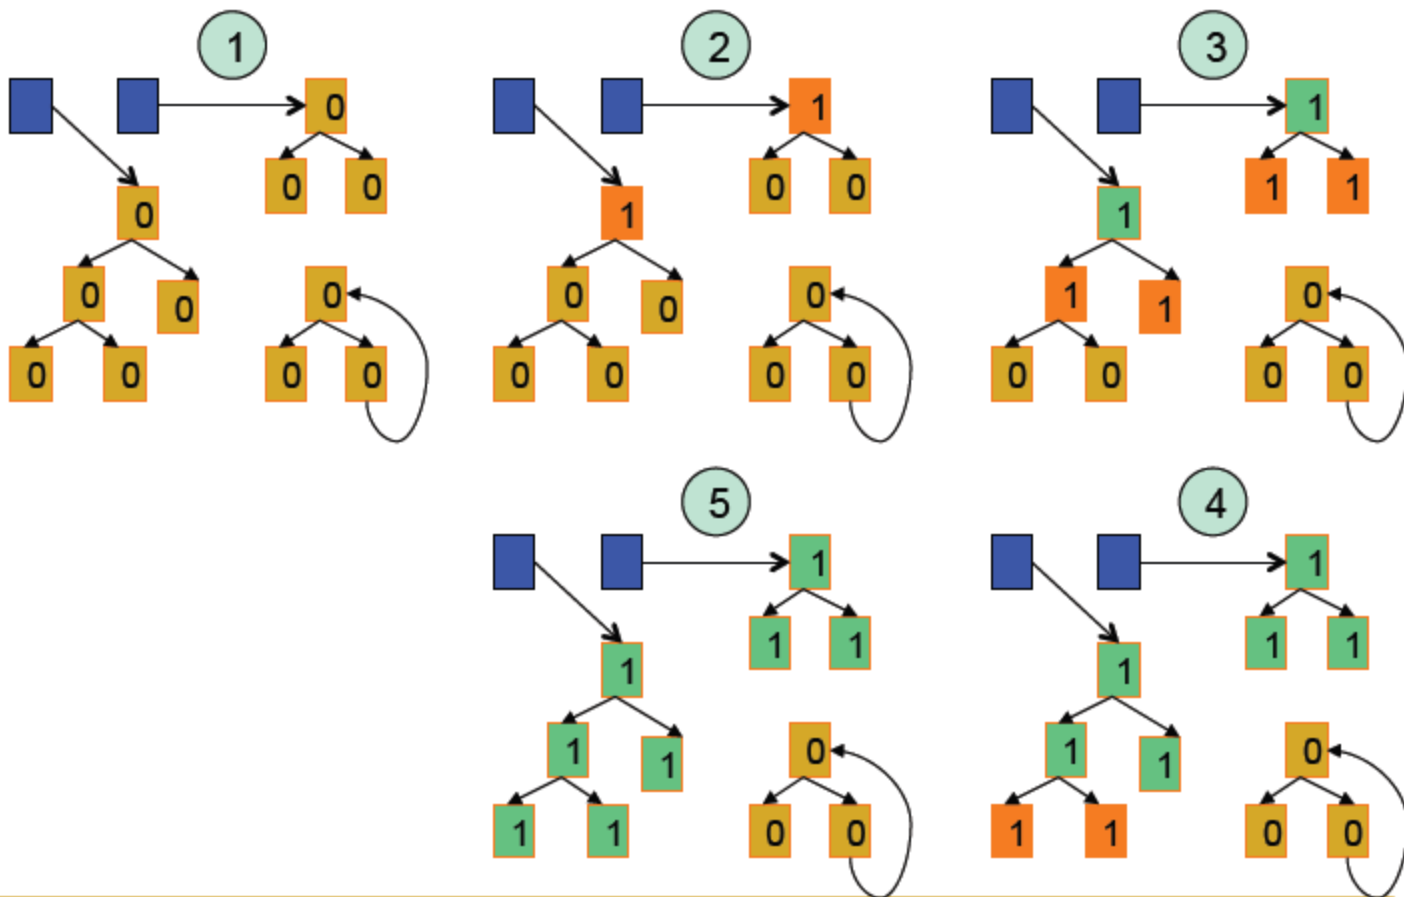 1 2 3
0 1 1
0 0 0 0 1 1
0 1 1
0 0 0 0 0 0 1 1 0
0 0 0 0 0 0 0 0 0 0 0 0
5 4
1 1
1 1 1 1
1 1
1 1 0 1 1 0
1 1 0 0 1 1 0 0